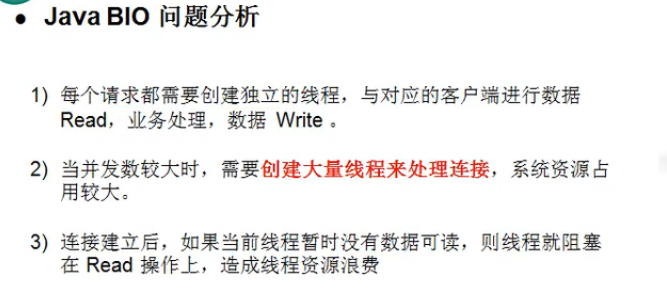 • Java BIO 问题分析
1) 每个请求都需要创建独立的线程，与对应的客户端进行数据
Read，业务处理，数据 Write 。
2) 当并发数较大时，需要创建大量线程来处理连接，系统资源占
用较大。
3) 连接建立后，如果当前线程暂时没有数据可读，则线程就阻塞
在 Read 操作上，造成线程资源浪费